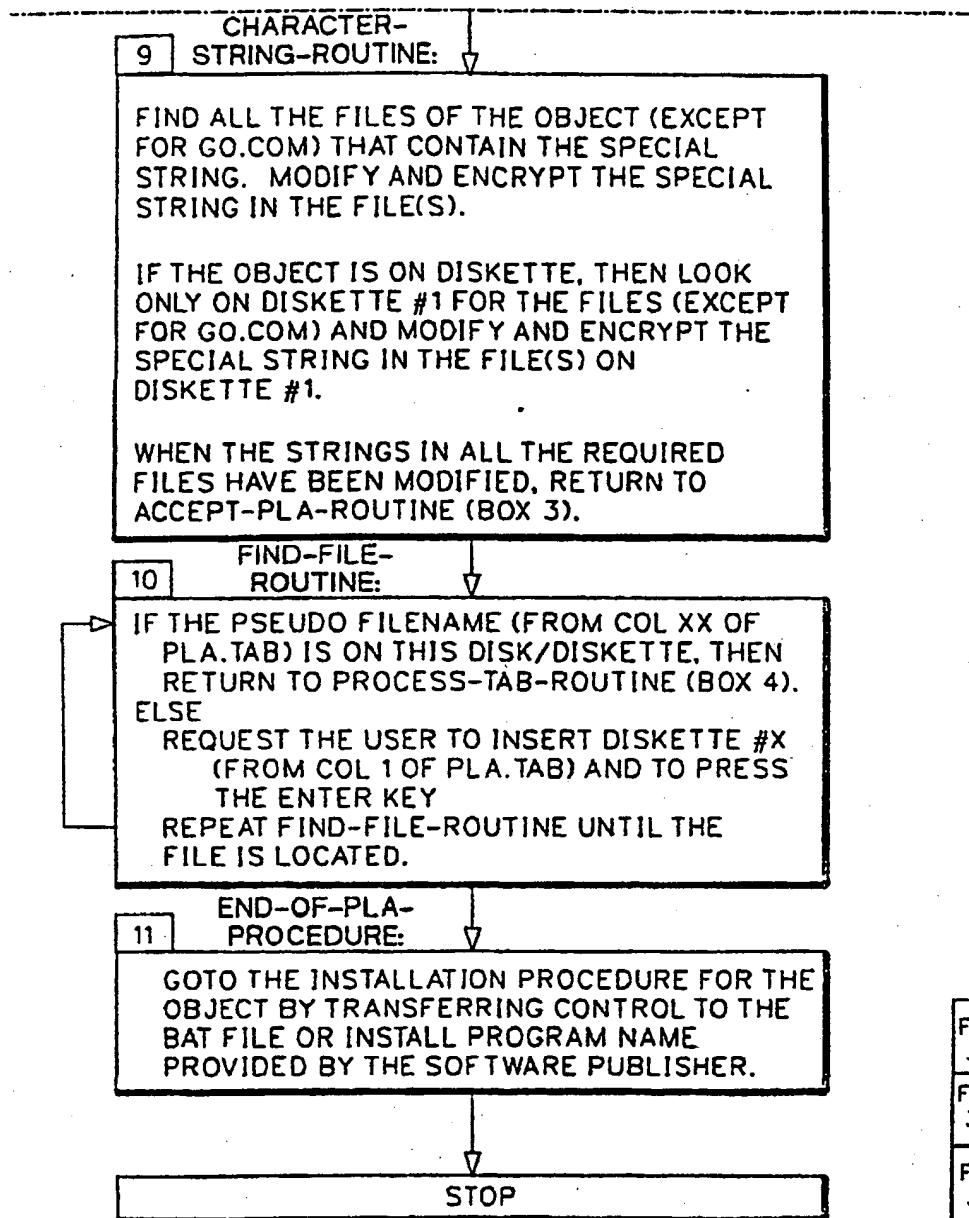 CHARACTER-
9 STRING-ROUTINE:
FIND ALL THE FILES OF THE OBJECT (EXCEPT
FOR GO.COM) THAT CONTAIN THE SPECIAL
STRING. MODIFY AND ENCRYPT THE SPECIAL
STRING IN THE FILE(S).
IF THE OBJECT IS ON DISKETTE, THEN LOOK
ONLY ON DISKETTE #1 FOR THE FILES (EXCEPT
FOR GO.COM) AND MODIFY AND ENCRYPT THE
SPECIAL STRING IN THE FILE(S) ON
DISKETTE #1.
WHEN THE STRINGS IN ALL THE REQUIRED
FILES HAVE BEEN MODIFIED, RETURN TO
ACCEPT-PLA-ROUTINE (BOX 3).
FIND-FILE-
10 ROUTINE:
IF THE PSEUDO FILENAME (FROM COL XX OF
PLA.TAB) IS ON THIS DISK/DISKETTE, THEN
RETURN TO PROCESS-TAB-ROUTINE (BOX 4).
ELSE
REQUEST THE USER TO INSERT DISKETTE #X
(FROM COL 1 OF PLA.TAB) AND TO PRESS
THE ENTER KEY
REPEAT FIND-FILE-ROUTINE UNTIL THE
FILE IS LOCATED.
END-OF-PLA-
11 PROCEDURE:
GOTO THE INSTALLATION PROCEDURE FOR THE
OBJECT BY TRANSFERRING CONTROL TO THE
BAT FILE OR INSTALL PROGRAM NAME
PROVIDED BY THE SOFTWARE PUBLISHER.
STOP
F
F
F